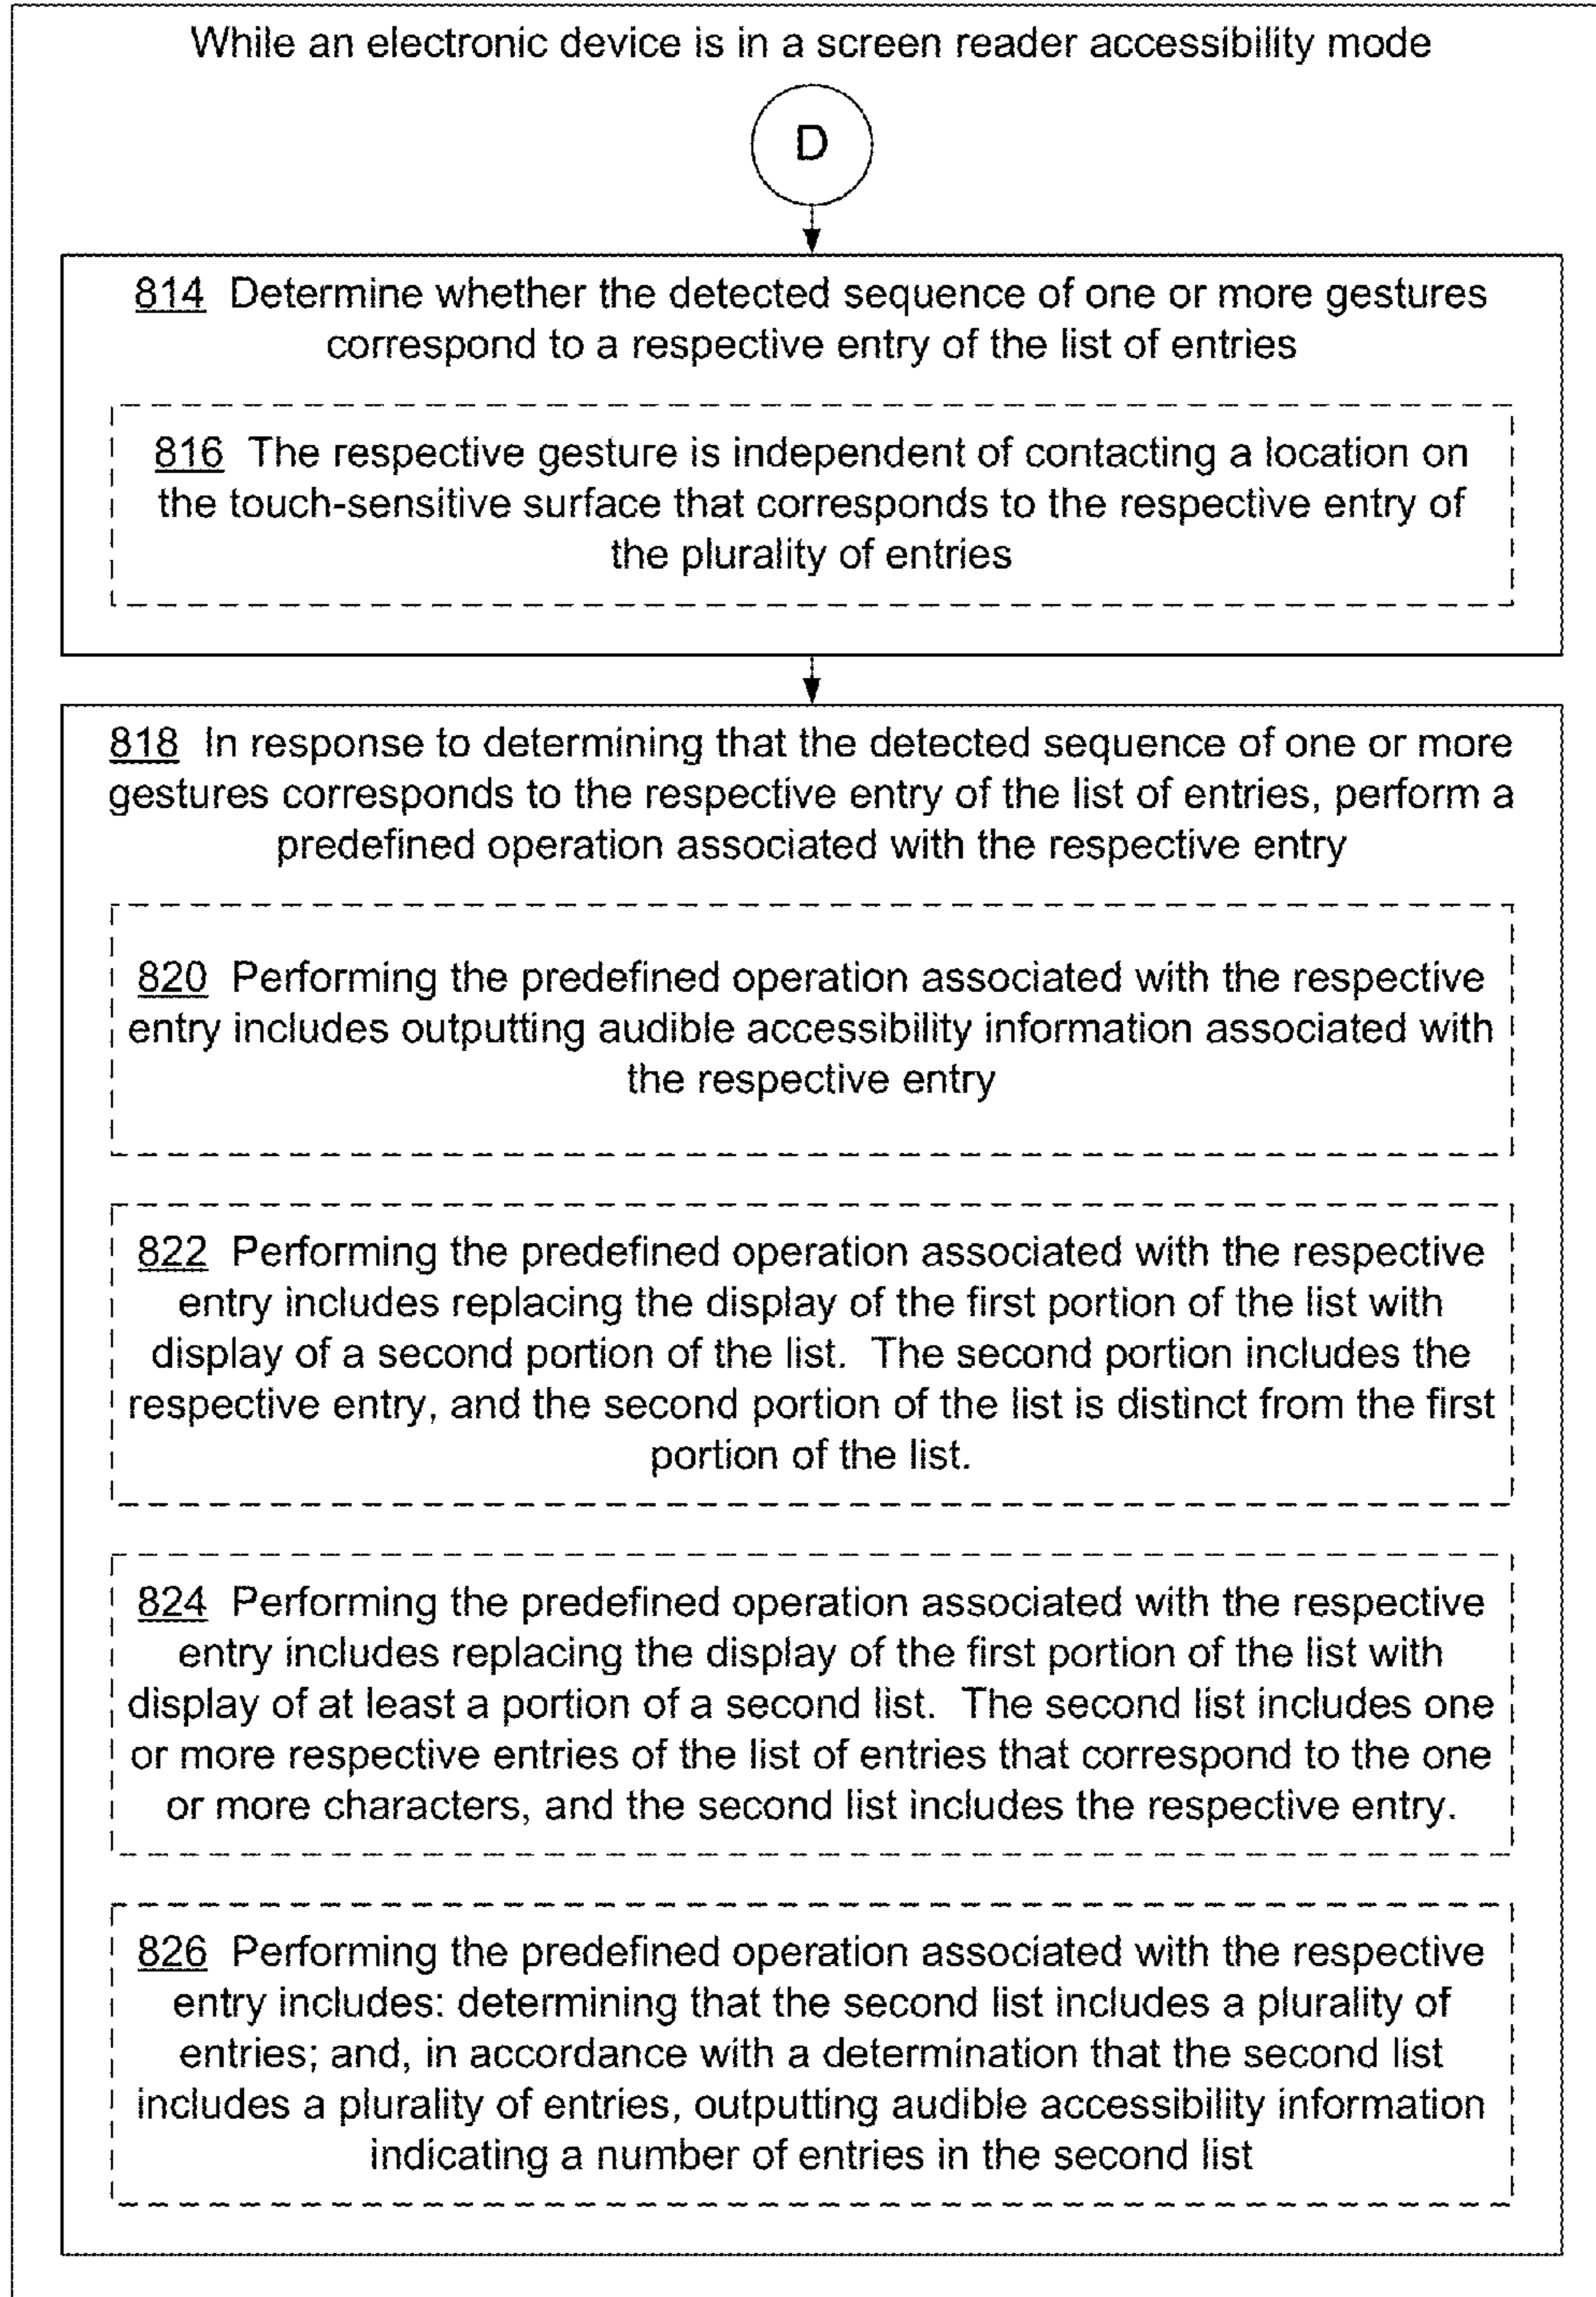 While an electronic device is in a screen reader accessibility mode
D
814 Determine whether the detected sequence of one or more gestures
correspond to a respective entry of the list of entries
816 The respective gesture is independent of contacting a location on
the touch-sensitive surface that corresponds to the respective entry of
the plurality of entries
818 In response to determining that the detected sequence of one or more
gestures corresponds to the respective entry of the list of entries, perform a
predefined operation associated with the respective entry
820 Performing the predefined operation associated with the respective
entry includes outputting audible accessibility information associated with
the respective entry
822 Performing the predefined operation associated with the respective
entry includes replacing the display of the first portion of the list with
display of a second portion of the list. The second portion includes the
respective entry, and the second portion of the list is distinct from the first
portion of the list.
824 Performing the predefined operation associated with the respective
entry includes replacing the display of the first portion of the list with
display of at least a portion of a second list. The second list includes one
or more respective entries of the list of entries that correspond to the one
or more characters, and the second list includes the respective entry.
826 Performing the predefined operation associated with the respective
entry includes: determining that the second list includes a plurality of
entries; and, in accordance with a determination that the second list
includes a plurality of entries, outputting audible accessibility information
indicating a number of entries in the second list